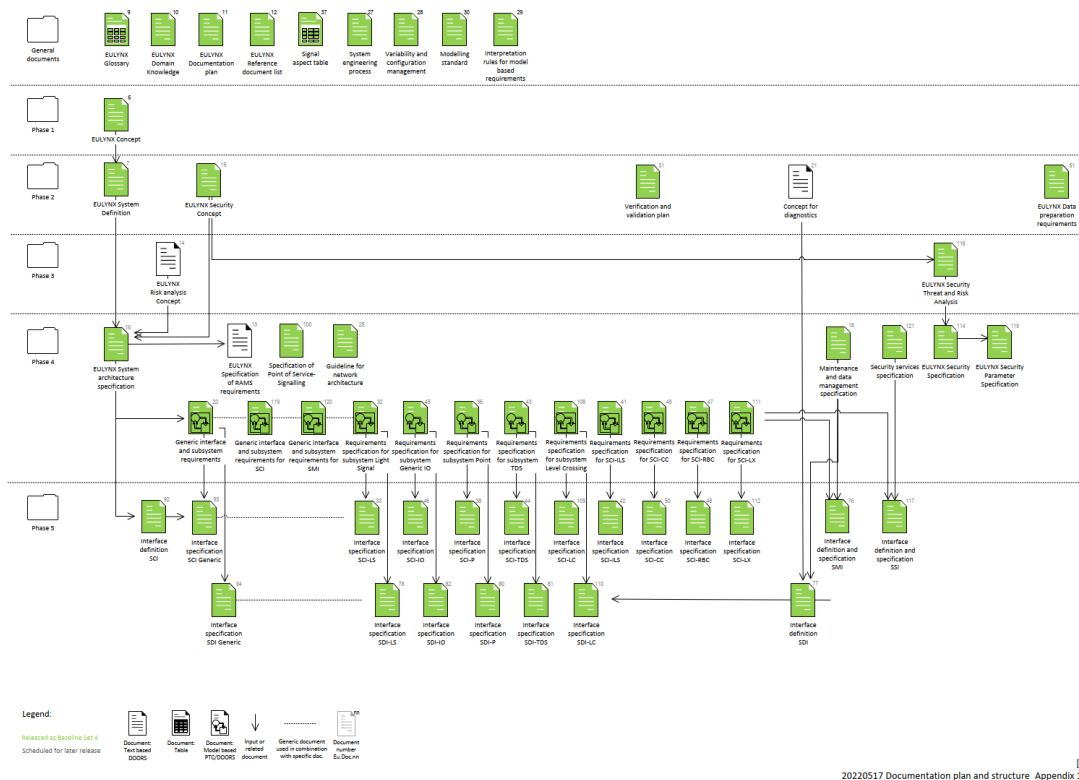 General
documents
9
EULYNX
Glossary
10
EULYNX
Domain
Knowledge
11
EULYNX
Documentation
plan
12
EULYNX
Reference
document list
37
Signal
aspect table
27
System
engineering
process
28
Variability and
configuration
management
30
Modelling
standard
29
Interpretation
rules for model
based
requirements
Phase 1
6
EULYNX Concept
Phase 2
7
EULYNX System
Definition
15
EULYNX Security
Concept
31
Verification and
validation plan
21
Concept for
diagnostics
51
EULYNX Data
preparation
requirements
Phase 3
14
EULYNX
Risk analysis
Concept
115
EULYNX Security
Threat and Risk
Analysis
Phase 4
16
EULYNX System
architecture
specification
13
EULYNX
Specification
of RAMS
requirements
100
Specification of
Point of Service-
Signalling
25
Guideline for
network
architecture
18
Maintenance
and data
management
specification
121
Security services
specification
114
EULYNX Security
Specification
116
EULYNX Security
Parameter
Specification
20
Generic interface
and subsystem
requirements
119
Generic interface
and subsystem
requirements for
SCI
120
Generic interface
and subsystem
requirements for
SMI
32
Requirements
specification for
subsystem Light
Signal
45
Requirements
specification for
subsystem
Generic IO
36
Requirements
specification for
subsystem Point
43
Requirements
specification for
subsystem
TDS
108
Requirements
specification for
subsystem
Level Crossing
41
Requirements
specification
for SCI-ILS
49
Requirements
specification
for SCI-CC
47
Requirements
specification
for SCI-RBC
111
Requirements
specification
for SCI-LX
Phase 5
92
Interface
definition
SCI
93
Interface
specification
SCI Generic
33
Interface
specification
SCI-LS
46
Interface
specification
SCI-IO
38
Interface
specification
SCI-P
44
Interface
specification
SCI-TDS
109
Interface
specification
SCI-LC
42
Interface
specification
SCI-ILS
50
Interface
specification
SCI-CC
48
Interface
specification
SCI-RBC
112
Interface
specification
SCI-LX
76
Interface
definition and
specification
SMI
117
Interface
definition and
specification
SSI
94
Interface
specification
SDI Generic
78
Interface
specification
SDI-LS
82
Interface
specification
SDI-IO
80
Interface
specification
SDI-P
81
Interface
specification
SDI-TDS
110
Interface
specification
SDI-LC
77
Interface
definition
SDI
Legend:
Released as Baseline Set 4
Scheduled for later release
Document:
Text based
DOORS
Document:
Table
Document:
Model based
PTC/DOORS
Input or
related
document
Generic document
used in combination
with specific doc.
nn
Document
number
Eu.Doc.nn
[
20220517 Documentation plan and structure Appendix 1